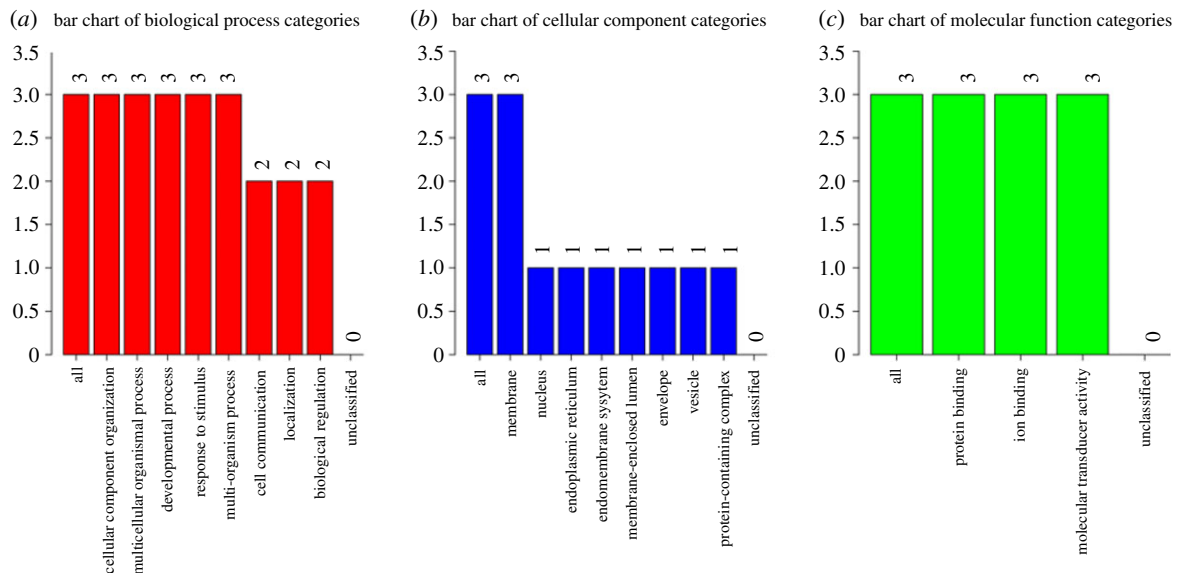 (a) bar chart of biological process categories
3.5
3.0
2.5
2.0
1.5
1.0
0.5
0
3
3
3
3
3
3
2
2
2
0
all
cellular component organization
multicellular organismal process
developmental process
response to stimulus
multi-organism process
cell communication
localization
biological regulation
unclassified
(b) bar chart of cellular component categories
3.5
3.0
2.5
2.0
1.5
1.0
0.5
0
3
3
1
1
1
1
1
1
1
0
all
membrane
nucleus
endoplasmic reticulum
endomembrane sysytem
membrane-enclosed lumen
envelope
vesicle
protein-containing complex
unclassified
(c) bar chart of molecular function categories
3.5
3.0
2.5
2.0
1.5
1.0
0.5
0
3
3
3
3
0
all
protein binding
ion binding
molecular transducer activity
unclassified